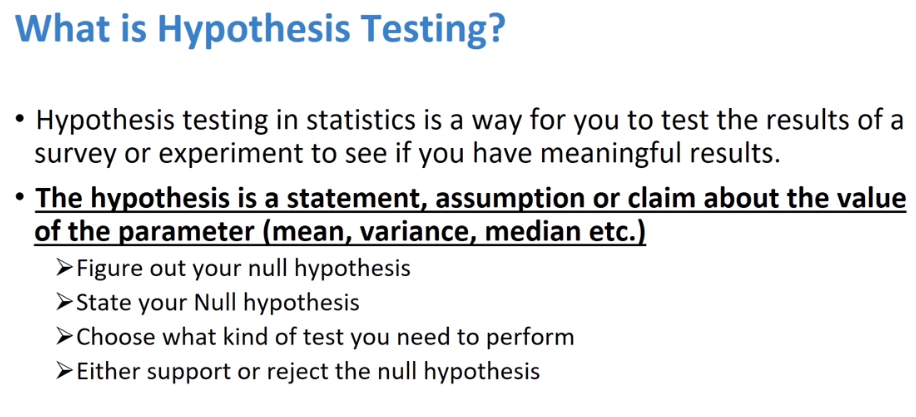 What is Hypothesis Testing?
• Hypothesis testing in statistics is a way for you to test the results of a
survey or experiment to see if you have meaningful results.
• The hypothesis is a statement, assumption or claim about the value
of the parameter (mean, variance, median etc.)
➢Figure out your null hypothesis
➢State your Null hypothesis
➢Choose what kind of test you need to perform
➢Either support or reject the null hypothesis